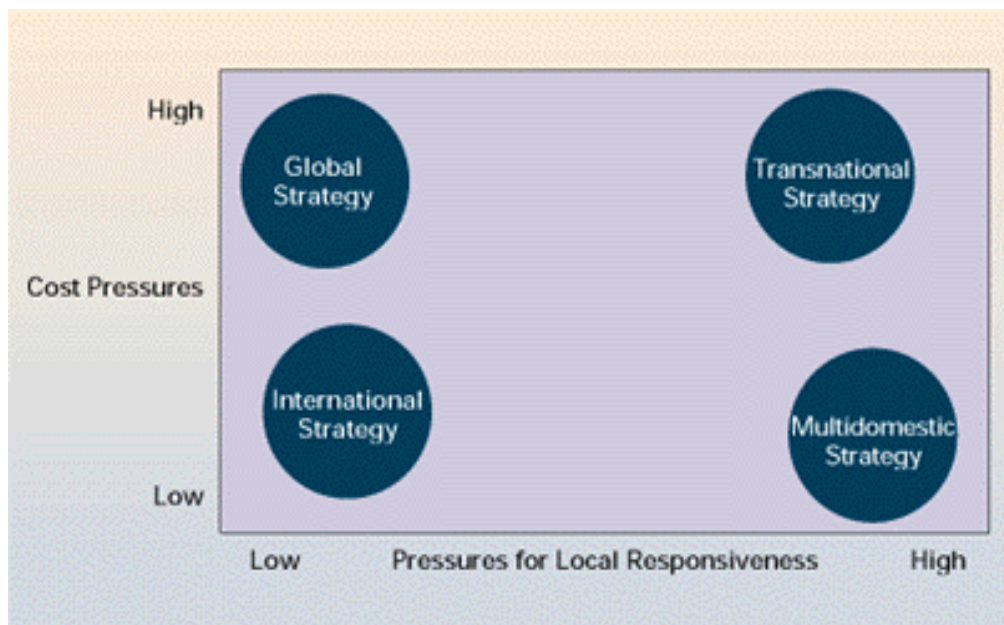 High
Global
Strategy
Transnational
Strategy
Cost Pressures
International
Strategy
Multidomestic
Strategy
Low
Low
Pressures for Local Responsiveness
High